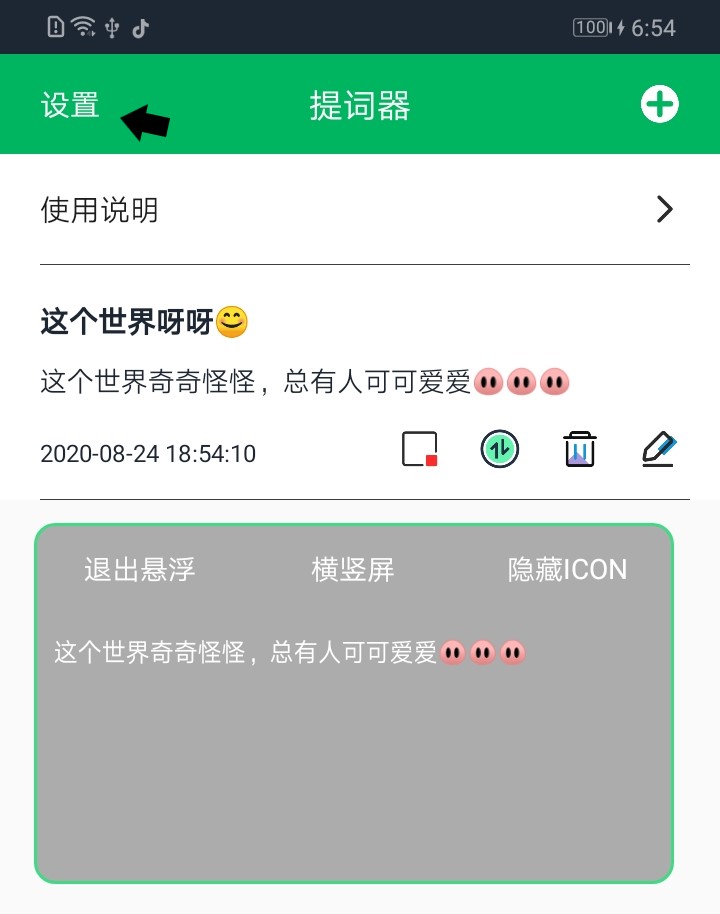 100 6:54
设置 提词器
使用说明
这个世界呀呀😊
这个世界奇奇怪怪，总有人可可爱爱🐽🐽🐽
2020-08-24 18:54:10
退出悬浮 横竖屏 隐藏ICON
这个世界奇奇怪怪，总有人可可爱爱🐽🐽🐽